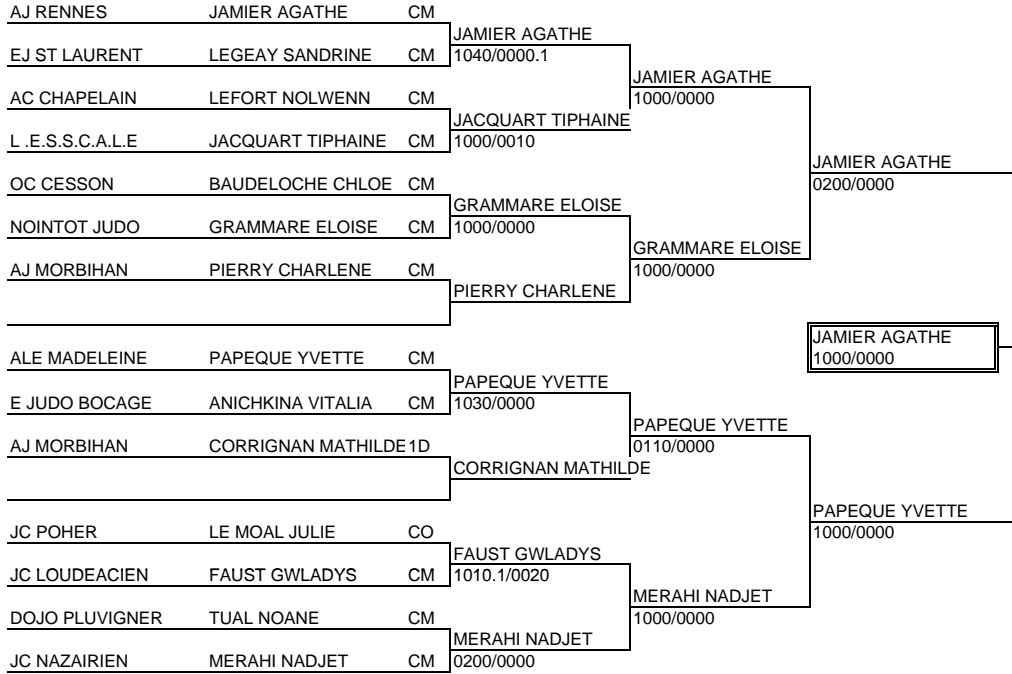 AJ RENNES JAMIER AGATHE CM
JAMIER AGATHE
EJ ST LAURENT LEGEAY SANDRINE CM 1040/0000.1
JAMIER AGATHE
AC CHAPELAIN LEFORT NOLWENN CM 1000/0000
JACQUART TIPHAINE
L .E.S.S.C.A.L.E JACQUART TIPHAINE CM 1000/0010
JAMIER AGATHE
OC CESSON BAUDELOCHE CHLOE CM 0200/0000
GRAMMARE ELOISE
NOINTOT JUDO GRAMMARE ELOISE CM 1000/0000
GRAMMARE ELOISE
AJ MORBIHAN PIERRY CHARLENE CM 1000/0000
PIERRY CHARLENE
JAMIER AGATHE
ALE MADELEINE PAPEQUE YVETTE CM 1000/0000
PAPEQUE YVETTE
E JUDO BOCAGE ANICHKINA VITALIA CM 1030/0000
PAPEQUE YVETTE
AJ MORBIHAN CORRIGNAN MATHILDE 1D 0110/0000
CORRIGNAN MATHILDE
PAPEQUE YVETTE
JC POHER LE MOAL JULIE CO 1000/0000
FAUST GWLADYS
JC LOUDEACIEN FAUST GWLADYS CM 1010.1/0020
MERAHI NADJET
DOJO PLUVIGNER TUAL NOANE CM 1000/0000
MERAHI NADJET
JC NAZAIRIEN MERAHI NADJET CM 0200/0000